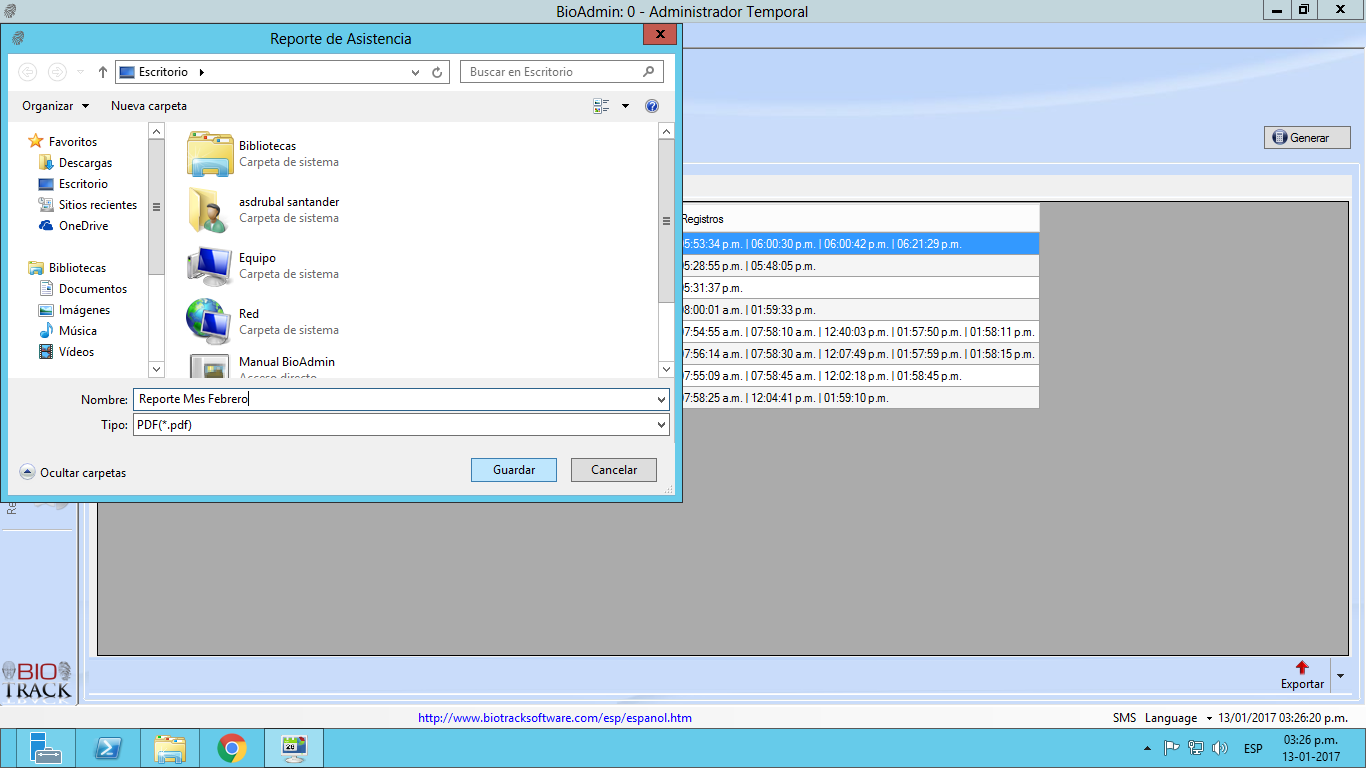 BioAdmin: 0 - Administrador Temporal
Reporte de Asistencia
Escritorio
Buscar en Escritorio
Organizar
Nueva carpeta
Favoritos
Descargas
Escritorio
Sitios recientes
OneDrive
Bibliotecas
Documentos
Imágenes
Música
Vídeos
Bibliotecas
Carpeta de sistema
asdrubal santander
Carpeta de sistema
Equipo
Carpeta de sistema
Red
Carpeta de sistema
Manual BioAdmin
Acceso directo
Nombre: Reporte Mes Febrero
Tipo: PDF(*.pdf)
Ocultar carpetas
Guardar
Cancelar
Generar
Registros
05:53:34 p.m. | 06:00:30 p.m. | 06:00:42 p.m. | 06:21:29 p.m.
05:28:55 p.m. | 05:48:05 p.m.
05:31:37 p.m.
08:00:01 a.m. | 01:59:33 p.m.
07:54:55 a.m. | 07:58:10 a.m. | 12:40:03 p.m. | 01:57:50 p.m. | 01:58:11 p.m.
07:56:14 a.m. | 07:58:30 a.m. | 12:07:49 p.m. | 01:57:59 p.m. | 01:58:15 p.m.
07:55:09 a.m. | 07:58:45 a.m. | 12:02:18 p.m. | 01:58:45 p.m.
07:58:25 a.m. | 12:04:41 p.m. | 01:59:10 p.m.
Re
BIO
TRACK
Exportar
http://www.biotracksoftware.com/esp/espanol.htm
SMS Language 13/01/2017 03:26:20 p.m.
ESP
03:26 p.m.
13-01-2017